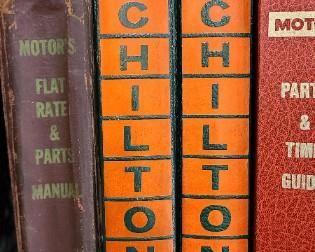 MOTOR'S
FLAT
RATE
&
PARTS
MANUAL
C
H
I
L
T
O
N
C
H
I
L
T
O
N
MOTO
PART
&
TIM
GUID